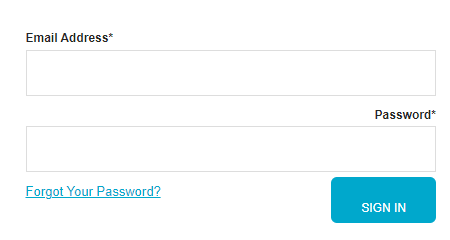 Email Address*
Password*
Forgot Your Password?
SIGN IN